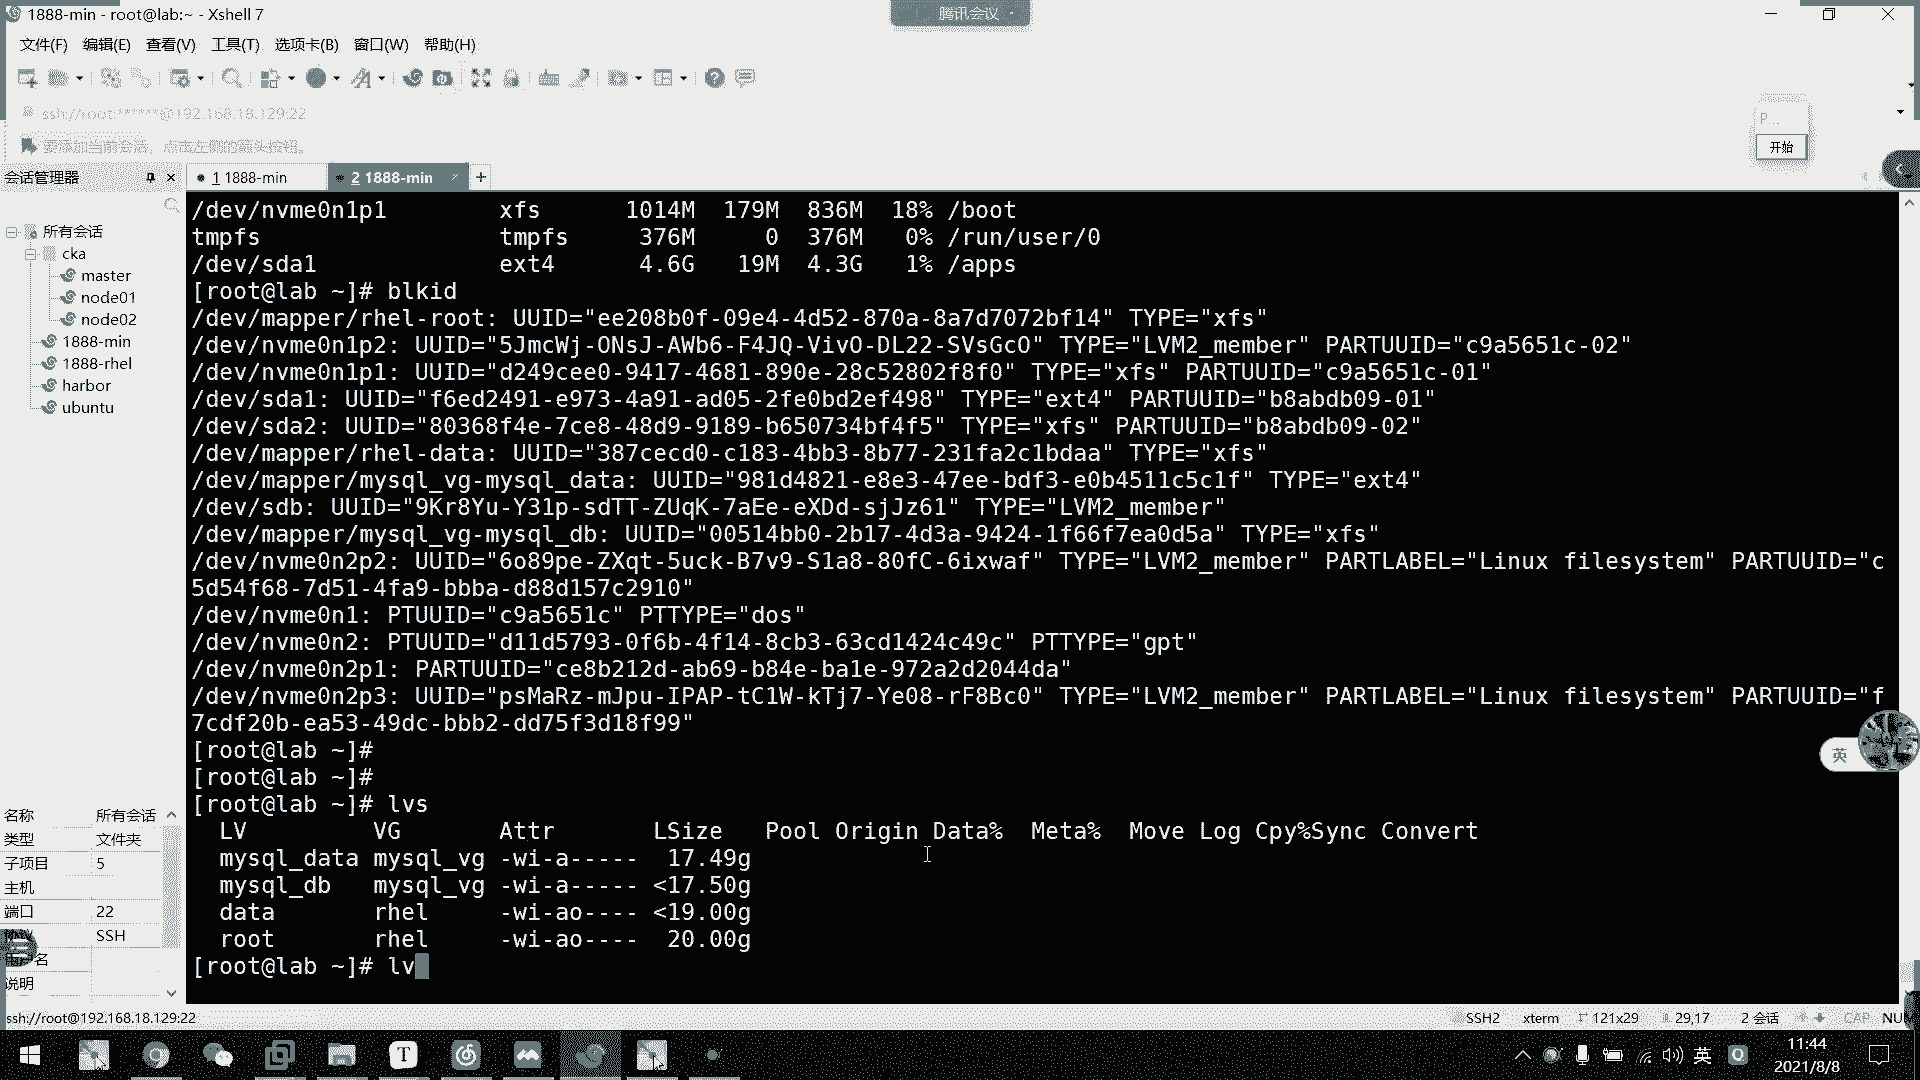 1888-min - root@lab:~ - Xshell 7
腾讯会议
文件(F) 编辑(E) 查看(V) 工具(T) 选项卡(B) 窗口(W) 帮助(H)
ssh://root:******@192.168.18.129:22
要添加当前会话，点击左侧的箭头按钮。
P...
开始
会话管理器
1 1888-min
2 1888-min
所有会话
cka
master
node01
node02
1888-min
1888-rhel
harbor
ubuntu
/dev/nvme0n1p1 xfs 1014M 179M 836M 18% /boot
tmpfs tmpfs 376M 0 376M 0% /run/user/0
/dev/sda1 ext4 4.6G 19M 4.3G 1% /apps
[root@lab ~]# blkid
/dev/mapper/rhel-root: UUID="ee208b0f-09e4-4d52-870a-8a7d7072bf14" TYPE="xfs"
/dev/nvme0n1p2: UUID="5JmcWj-ONsJ-AWb6-F4JQ-VivO-DL22-SVsGcO" TYPE="LVM2_member" PARTUUID="c9a5651c-02"
/dev/nvme0n1p1: UUID="d249cee0-9417-4681-890e-28c52802f8f0" TYPE="xfs" PARTUUID="c9a5651c-01"
/dev/sda1: UUID="f6ed2491-e973-4a91-ad05-2fe0bd2ef498" TYPE="ext4" PARTUUID="b8abdb09-01"
/dev/sda2: UUID="80368f4e-7ce8-48d9-9189-b650734bf4f5" TYPE="xfs" PARTUUID="b8abdb09-02"
/dev/mapper/rhel-data: UUID="387cecd0-c183-4bb3-8b77-231fa2c1bdaa" TYPE="xfs"
/dev/mapper/mysql_vg-mysql_data: UUID="981d4821-e8e3-47ee-bdf3-e0b4511c5c1f" TYPE="ext4"
/dev/sdb: UUID="9Kr8Yu-Y31p-sdTT-ZUqK-7aEe-eXDd-sjJz61" TYPE="LVM2_member"
/dev/mapper/mysql_vg-mysql_db: UUID="00514bb0-2b17-4d3a-9424-1f66f7ea0d5a" TYPE="xfs"
/dev/nvme0n2p2: UUID="6o89pe-ZXqt-5uck-B7v9-S1a8-80fC-6ixwaf" TYPE="LVM2_member" PARTLABEL="Linux filesystem" PARTUUID="c
5d54f68-7d51-4fa9-bbba-d88d157c2910"
/dev/nvme0n1: PTUUID="c9a5651c" PTTYPE="dos"
/dev/nvme0n2: PTUUID="d11d5793-0f6b-4f14-8cb3-63cd1424c49c" PTTYPE="gpt"
/dev/nvme0n2p1: PARTUUID="ce8b212d-ab69-b84e-ba1e-972a2d2044da"
/dev/nvme0n2p3: UUID="psMaRz-mJpu-IPAP-tC1W-kTj7-Ye08-rF8Bc0" TYPE="LVM2_member" PARTLABEL="Linux filesystem" PARTUUID="f
7cdf20b-ea53-49dc-bbb2-dd75f3d18f99"
[root@lab ~]#
[root@lab ~]#
[root@lab ~]# lvs
LV VG Attr LSize Pool Origin Data% Meta% Move Log Cpy%Sync Convert
mysql_data mysql_vg -wi-a----- 17.49g
mysql_db mysql_vg -wi-a----- <17.50g
data rhel -wi-ao---- <19.00g
root rhel -wi-ao---- 20.00g
[root@lab ~]# lv
英
名称 所有会话
类型 文件夹
子项目 5
主机
端口 22
SSH
说明
ssh://root@192.168.18.129:22
SSH2 xterm 121x29 29,17 2 会话 CAP NUM
英
11:44
2021/8/8